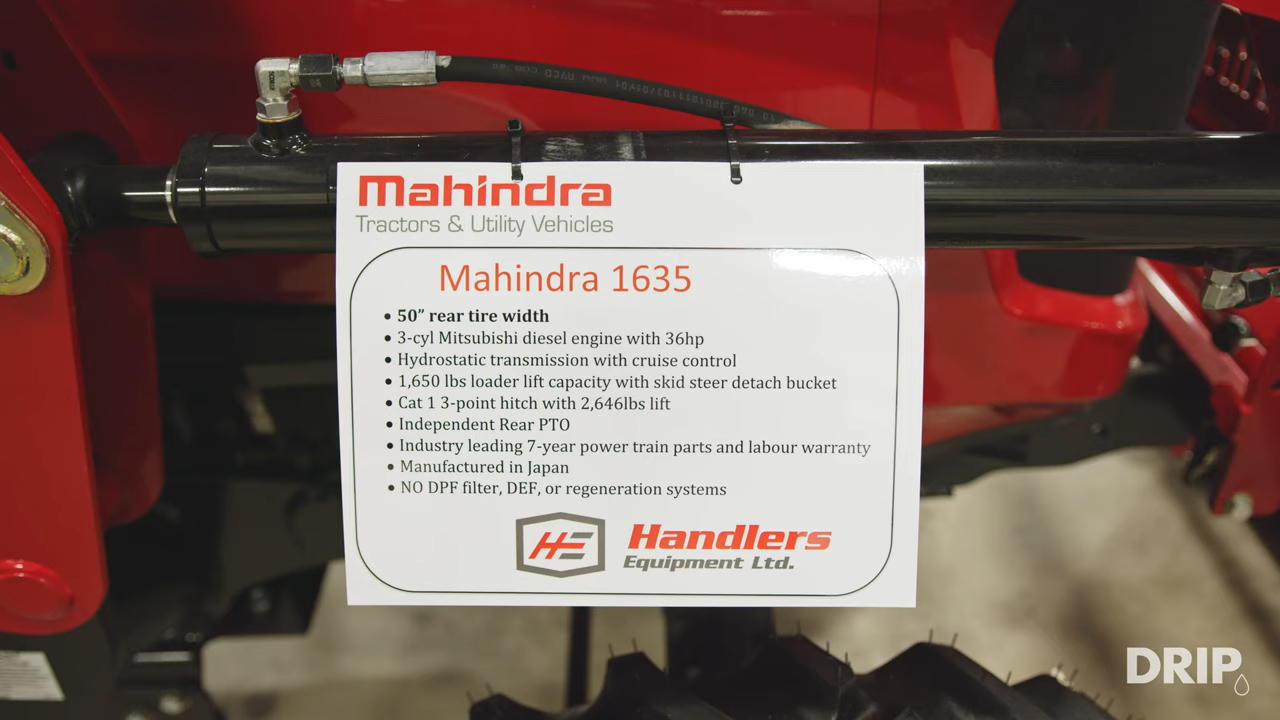 Mahindra
Tractors & Utility Vehicles
Mahindra 1635
• 50” rear tire width
• 3-cyl Mitsubishi diesel engine with 36hp
• Hydrostatic transmission with cruise control
• 1,650 lbs loader lift capacity with skid steer detach bucket
• Cat 1 3-point hitch with 2,646lbs lift
• Independent Rear PTO
• Industry leading 7-year power train parts and labour warranty
• Manufactured in Japan
• NO DPF filter, DEF, or regeneration systems
HE Handlers
Equipment Ltd.
DRIP